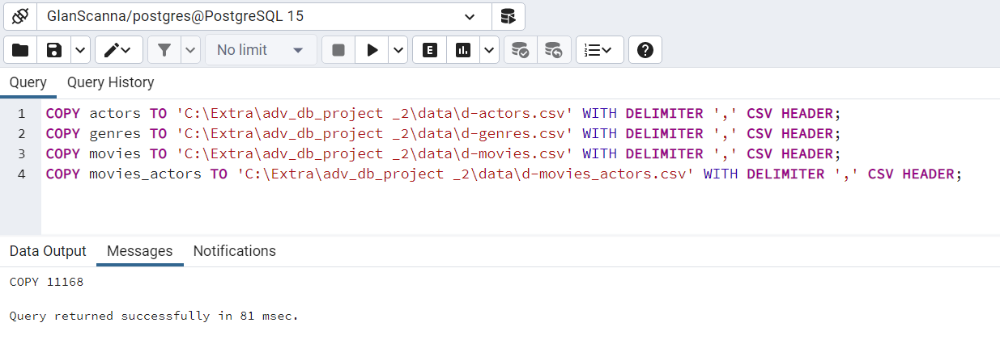 GlanScanna/postgres@PostgreSQL 15
No limit
E
?
Query Query History
1 COPY actors TO 'C:\Extra\adv_db_project _2\data\d-actors.csv' WITH DELIMITER ',' CSV HEADER;
2 COPY genres TO 'C:\Extra\adv_db_project _2\data\d-genres.csv' WITH DELIMITER ',' CSV HEADER;
3 COPY movies TO 'C:\Extra\adv_db_project _2\data\d-movies.csv' WITH DELIMITER ',' CSV HEADER;
4 COPY movies_actors TO 'C:\Extra\adv_db_project _2\data\d-movies_actors.csv' WITH DELIMITER ',' CSV HEADER;
Data Output Messages Notifications
COPY 11168
Query returned successfully in 81 msec.